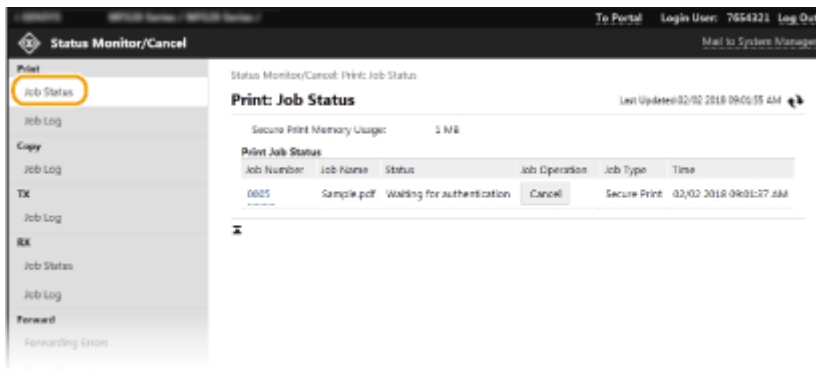 To Portal Login User: 7654321 Log Out
Status Monitor/Cancel
Mail to System Manager
Print
Job Status
Job Log
Copy
Job Log
TX
Job Log
RX
Job Status
Job Log
Forward
Forwarding Errors
Status Monitor/Cancel: Print: Job Status
Print: Job Status
Last Updated:02/02 2018 09:01:55 AM
Secure Print Memory Usage: 1 MB
Print Job Status
Job Number Job Name Status Job Operation Job Type Time
0005 Sample.pdf Waiting for authentication Cancel Secure Print 02/02 2018 09:01:37 AM